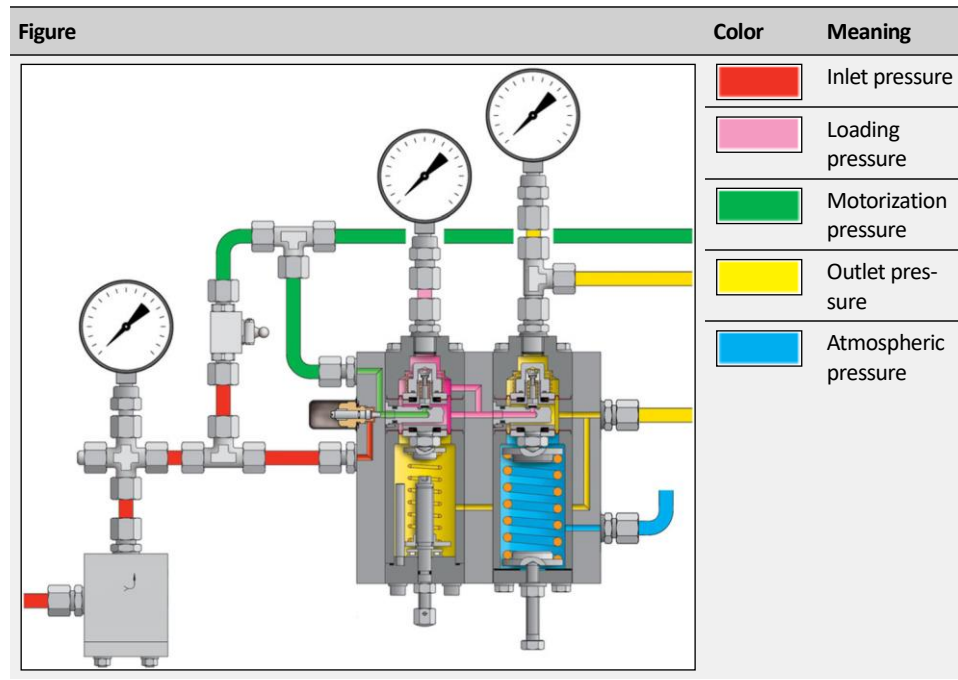 Figure Color Meaning
Inlet pressure
Loading
pressure
Motorization
pressure
Outlet pres-
sure
Atmospheric
pressure